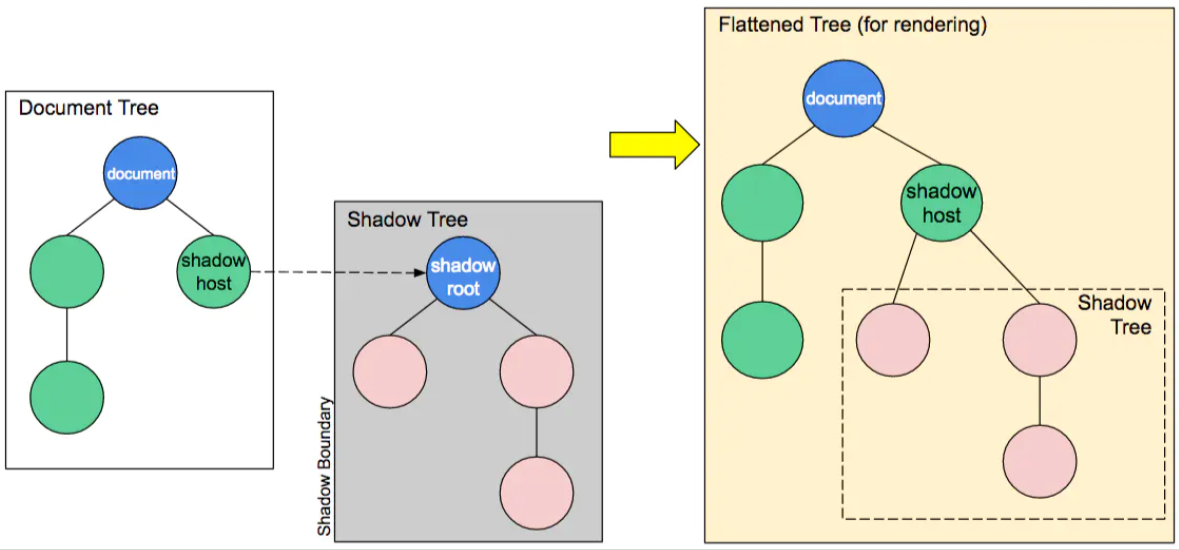 Document Tree
document
shadow
host
Shadow Tree
shadow
root
Shadow Boundary
Flattened Tree (for rendering)
document
shadow
host
Shadow
Tree